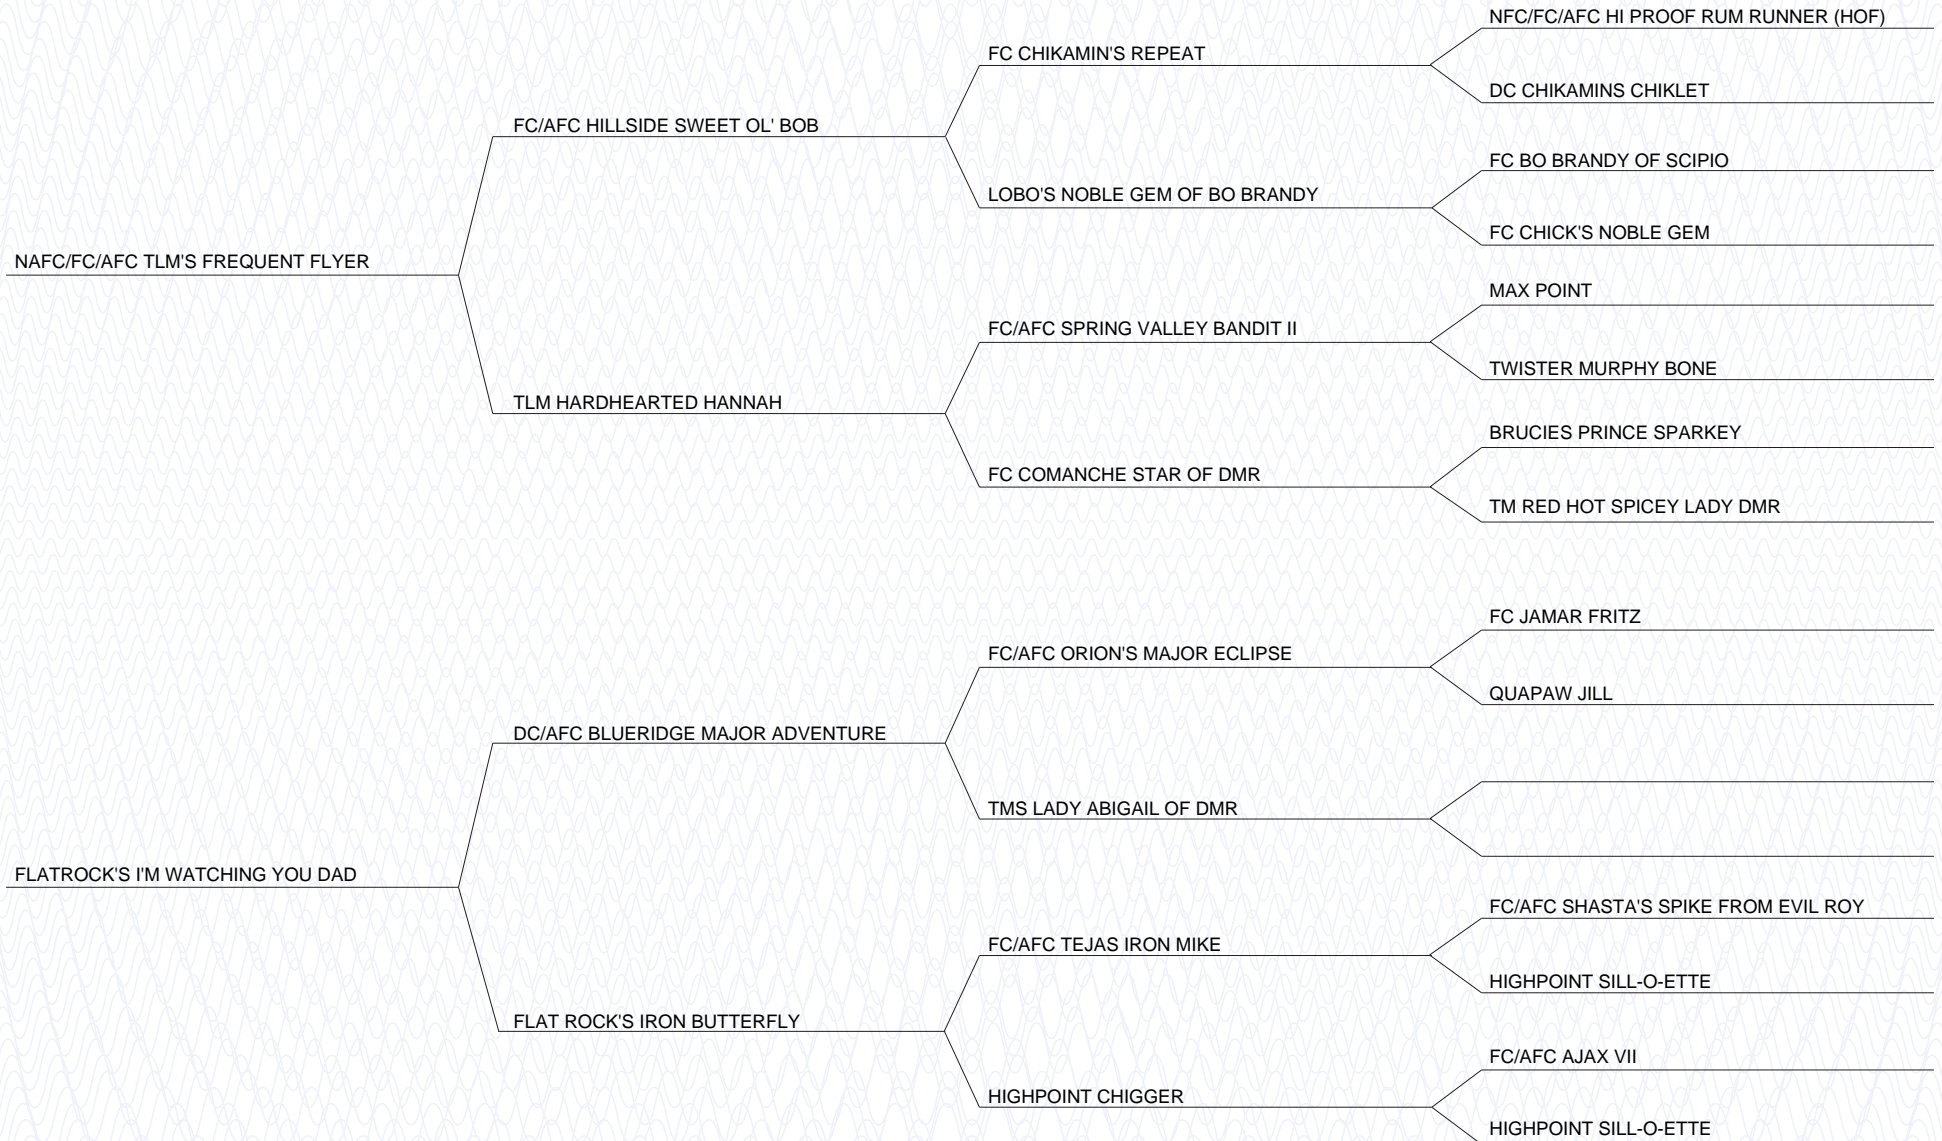 NFC/FC/AFC HI PROOF RUM RUNNER (HOF)
FC CHIKAMIN'S REPEAT
DC CHIKAMINS CHIKLET
FC/AFC HILLSIDE SWEET OL' BOB
FC BO BRANDY OF SCIPIO
LOBO'S NOBLE GEM OF BO BRANDY
FC CHICK'S NOBLE GEM
NAFC/FC/AFC TLM'S FREQUENT FLYER
MAX POINT
FC/AFC SPRING VALLEY BANDIT II
TWISTER MURPHY BONE
TLM HARDHEARTED HANNAH
BRUCIES PRINCE SPARKEY
FC COMANCHE STAR OF DMR
TM RED HOT SPICEY LADY DMR
FC JAMAR FRITZ
FC/AFC ORION'S MAJOR ECLIPSE
QUAPAW JILL
DC/AFC BLUERIDGE MAJOR ADVENTURE
TMS LADY ABIGAIL OF DMR
FLATROCK'S I'M WATCHING YOU DAD
FC/AFC SHASTA'S SPIKE FROM EVIL ROY
FC/AFC TEJAS IRON MIKE
HIGHPOINT SILL-O-ETTE
FLAT ROCK'S IRON BUTTERFLY
FC/AFC AJAX VII
HIGHPOINT CHIGGER
HIGHPOINT SILL-O-ETTE